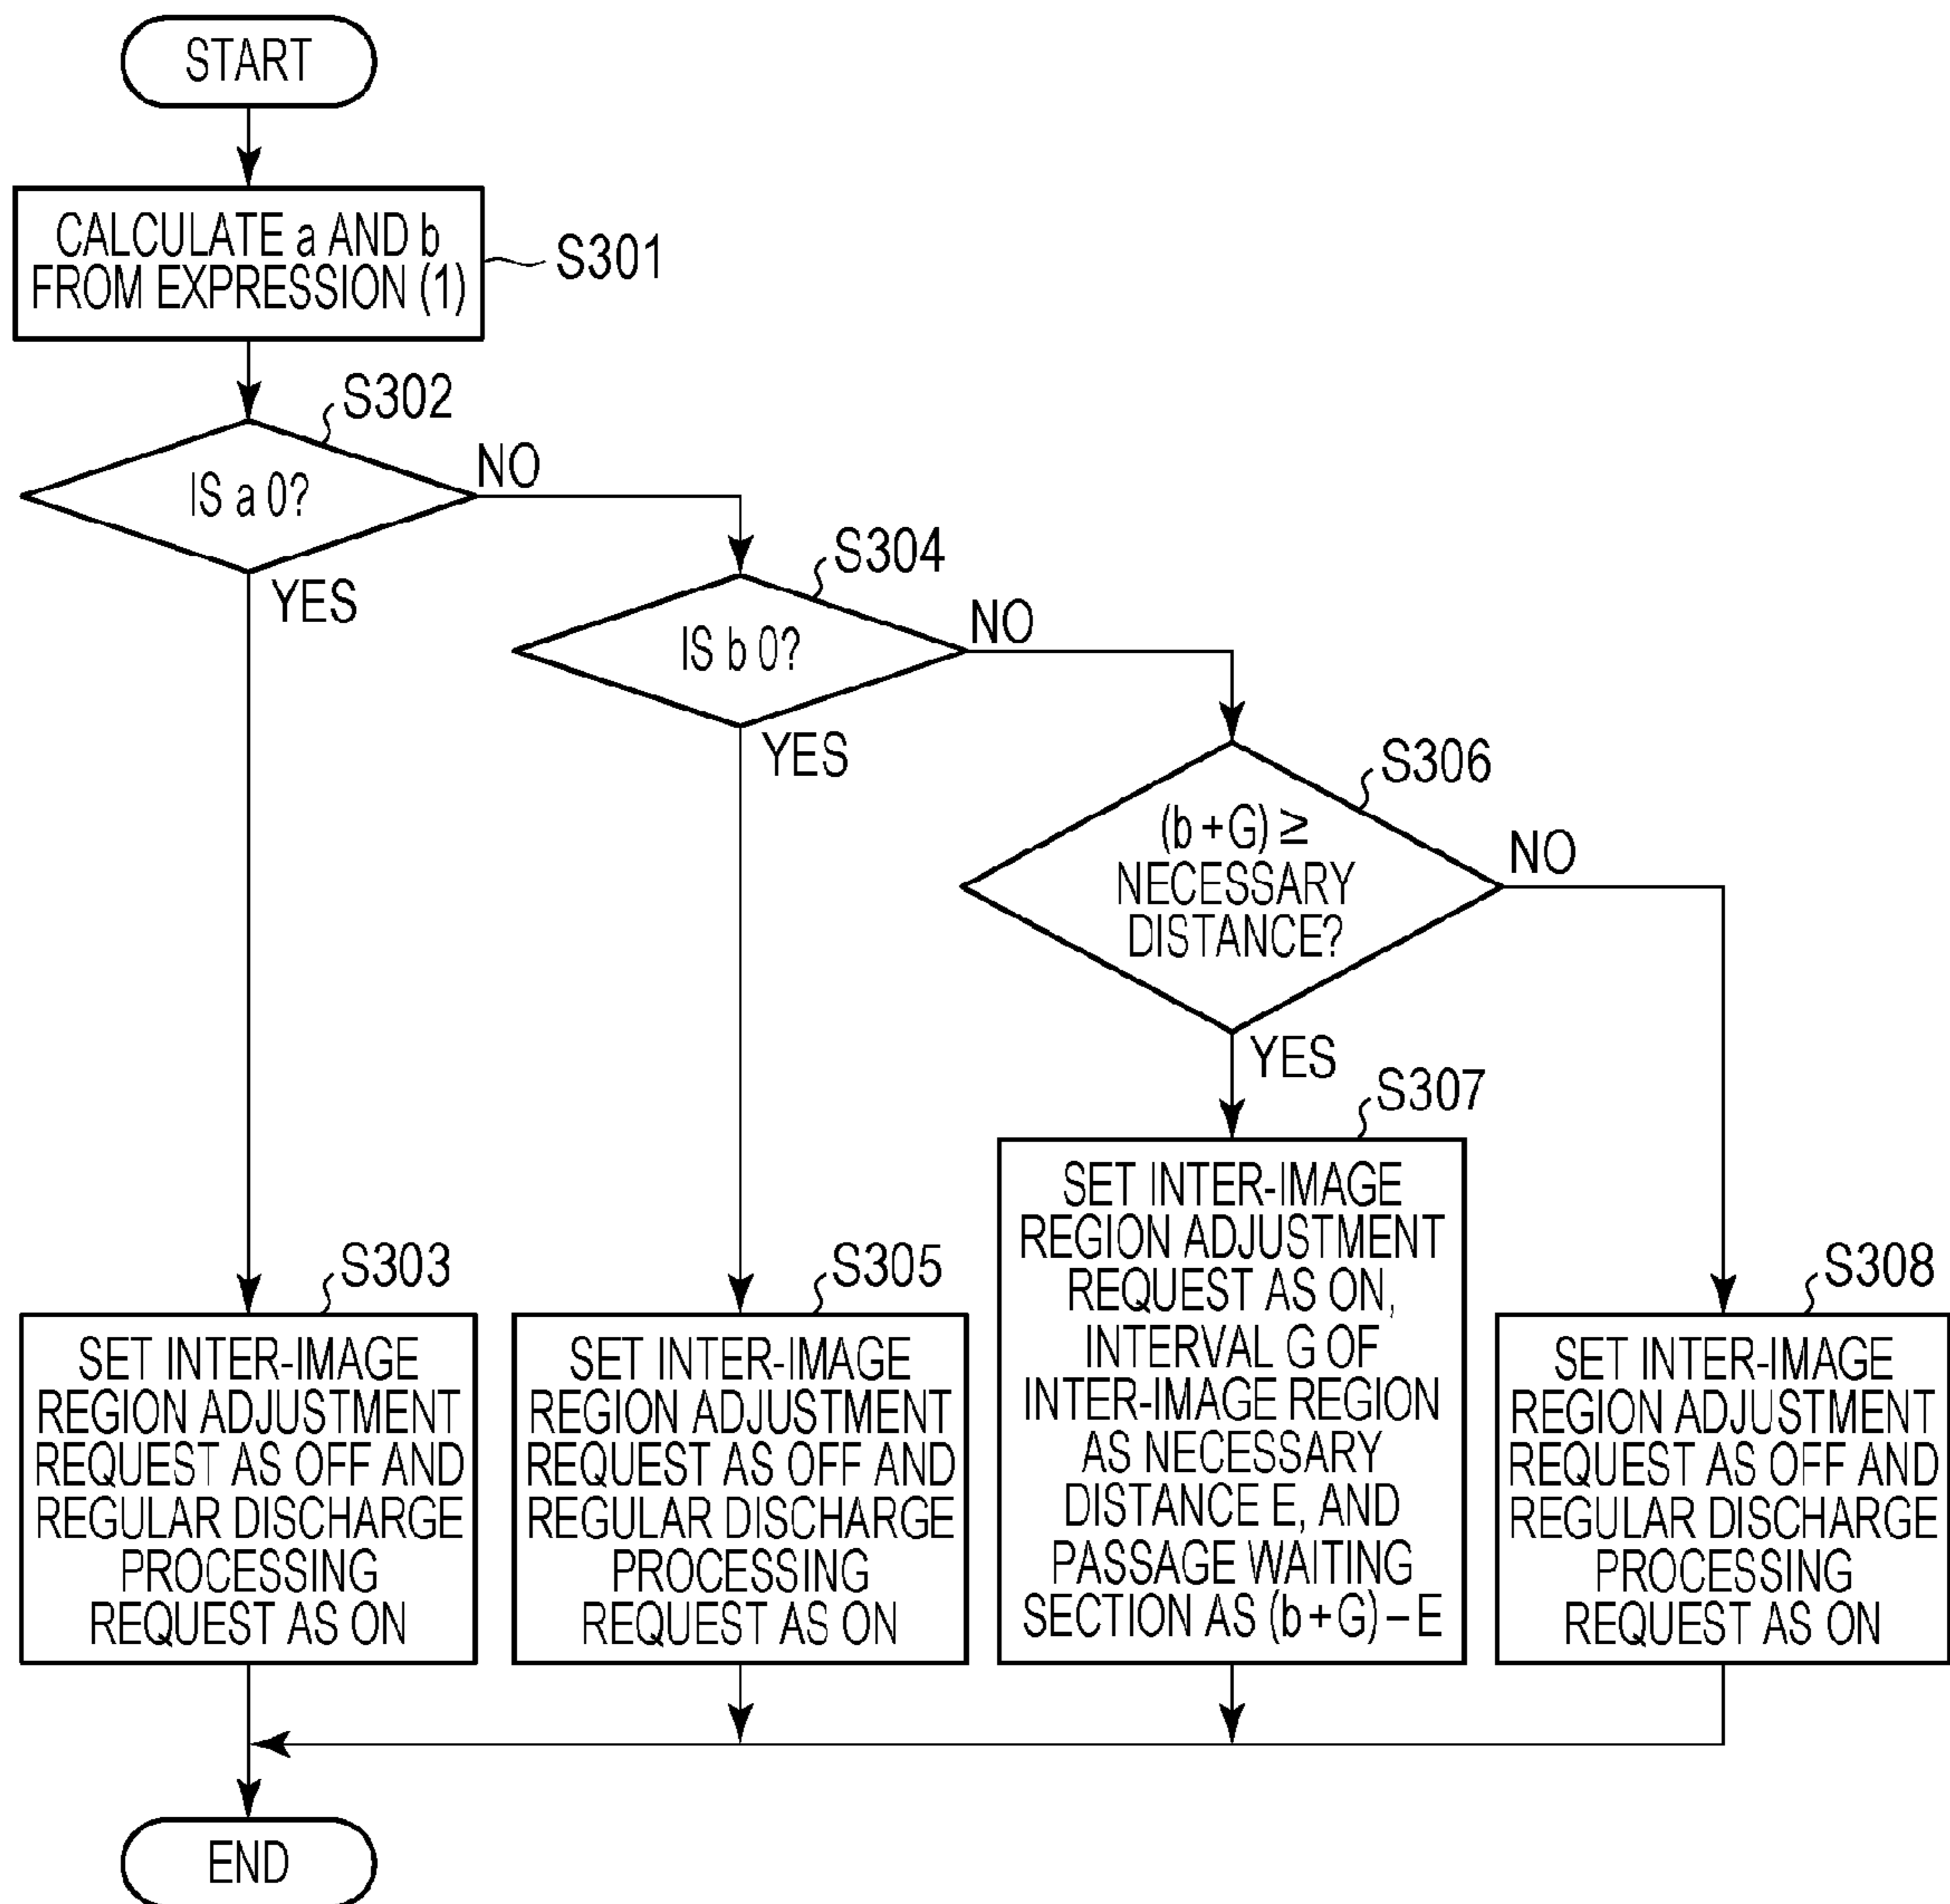 START
CALCULATE a AND b
FROM EXPRESSION (1)
S301
S302
IS a 0?
NO
YES
S304
IS b 0?
NO
YES
S306
(b+G) ≥
NECESSARY
DISTANCE?
NO
YES
S303
SET INTER-IMAGE
REGION ADJUSTMENT
REQUEST AS OFF AND
REGULAR DISCHARGE
PROCESSING
REQUEST AS ON
S305
SET INTER-IMAGE
REGION ADJUSTMENT
REQUEST AS OFF AND
REGULAR DISCHARGE
PROCESSING
REQUEST AS ON
S307
SET INTER-IMAGE
REGION ADJUSTMENT
REQUEST AS ON,
INTERVAL G OF
INTER-IMAGE REGION
AS NECESSARY
DISTANCE E, AND
PASSAGE WAITING
SECTION AS (b+G)–E
S308
SET INTER-IMAGE
REGION ADJUSTMENT
REQUEST AS OFF AND
REGULAR DISCHARGE
PROCESSING
REQUEST AS ON
END